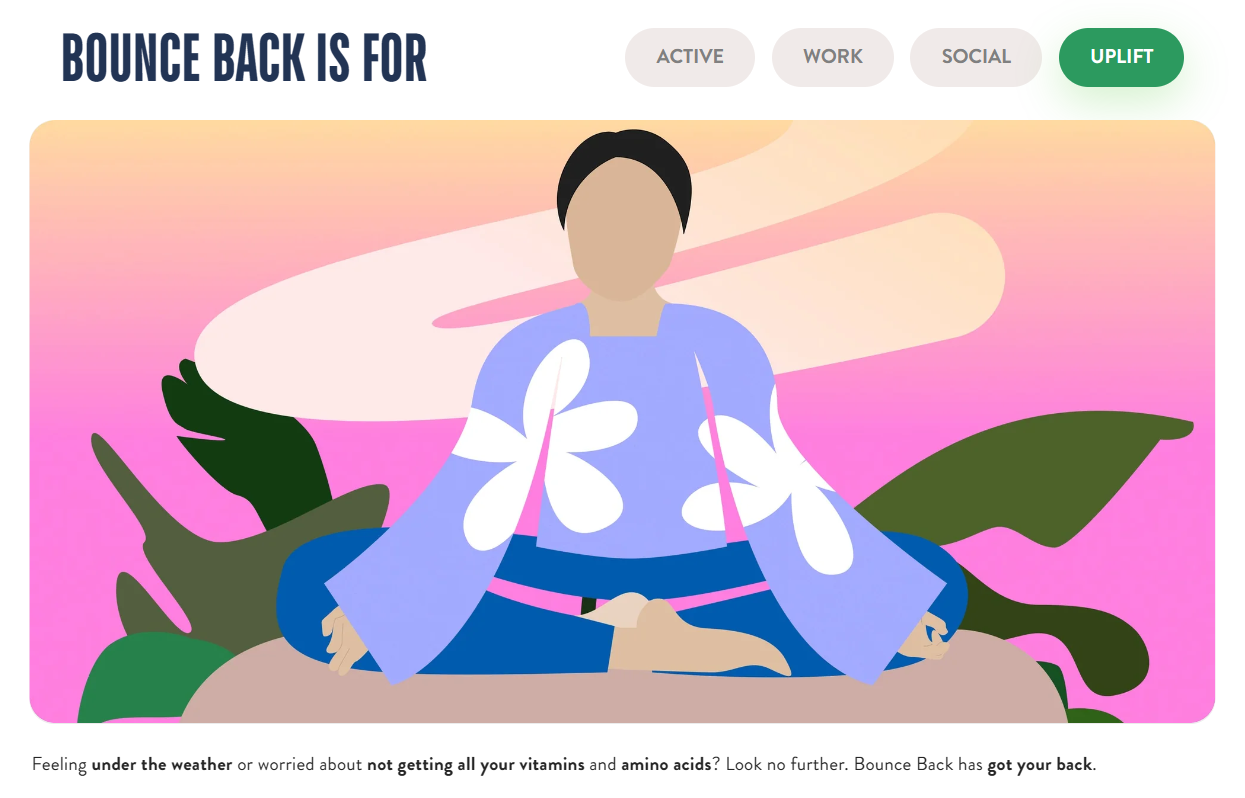 BOUNCE BACK IS FOR
ACTIVE
WORK
SOCIAL
UPLIFT
Feeling under the weather or worried about not getting all your vitamins and amino acids? Look no further. Bounce Back has got your back.